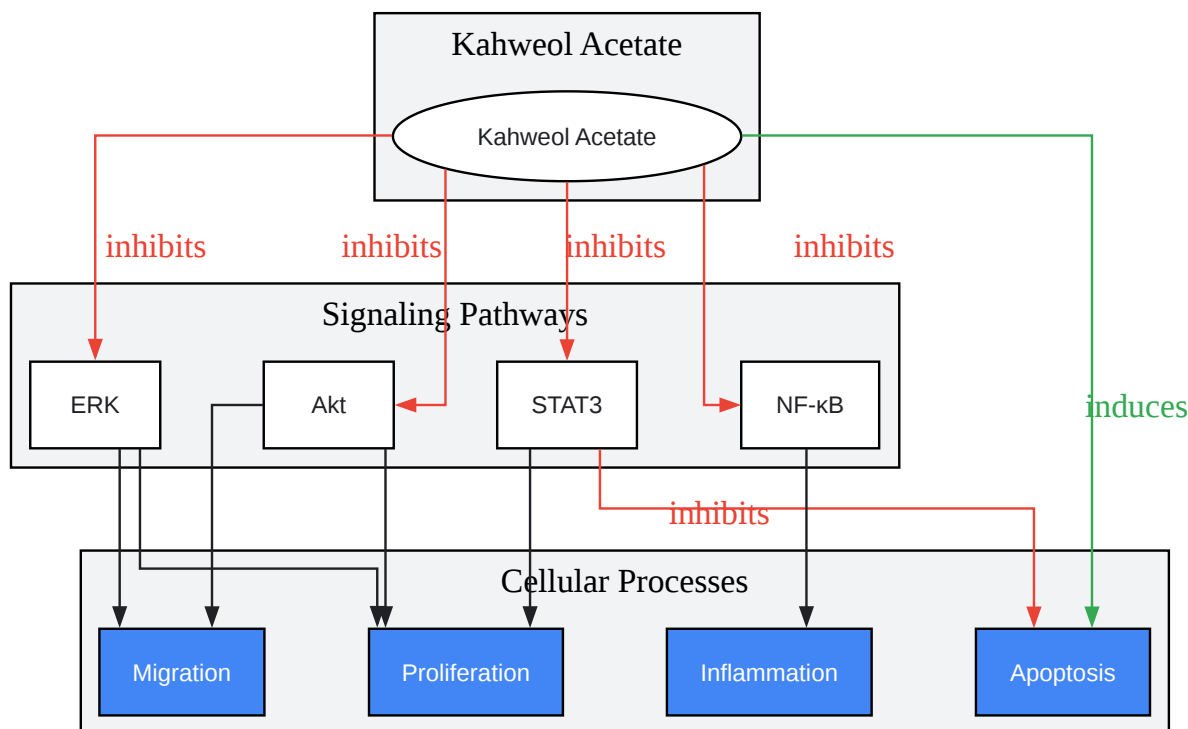 Kahweol Acetate
Kahweol Acetate
inhibits
inhibits
inhibits
inhibits
Signaling Pathways
ERK
Akt
STAT3
NF-κB
induces
inhibits
Cellular Processes
Migration
Proliferation
Inflammation
Apoptosis